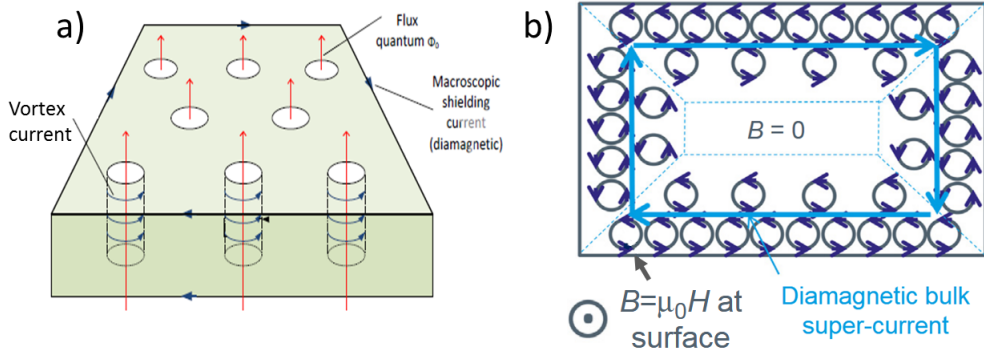 a)
Flux
quantum Φ₀
Macroscopic
shielding
current
(diamagnetic)
Vortex
current
b)
B = 0
B=μ₀H at
surface
Diamagnetic bulk
super-current